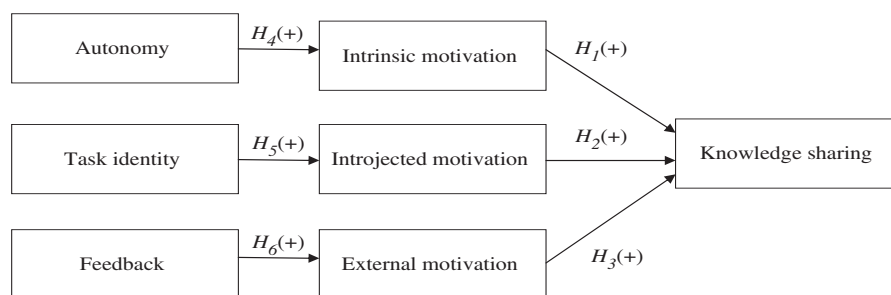 Autonomy
H4(+)
Intrinsic motivation
H1(+)
Task identity
H5(+)
Introjected motivation
H2(+)
Knowledge sharing
Feedback
H6(+)
External motivation
H3(+)